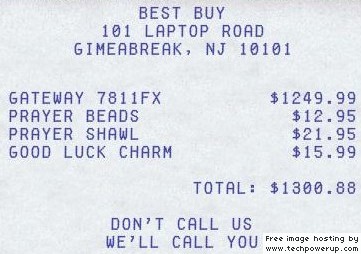 BEST BUY
101 LAPTOP ROAD
GIMEABREAK, NJ 10101
GATEWAY 7811FX $1249.99
PRAYER BEADS $12.95
PRAYER SHAWL $21.95
GOOD LUCK CHARM $15.99
TOTAL: $1300.88
DON'T CALL US
WE'LL CALL YOU
Free image hosting by
www.techpowerup.com